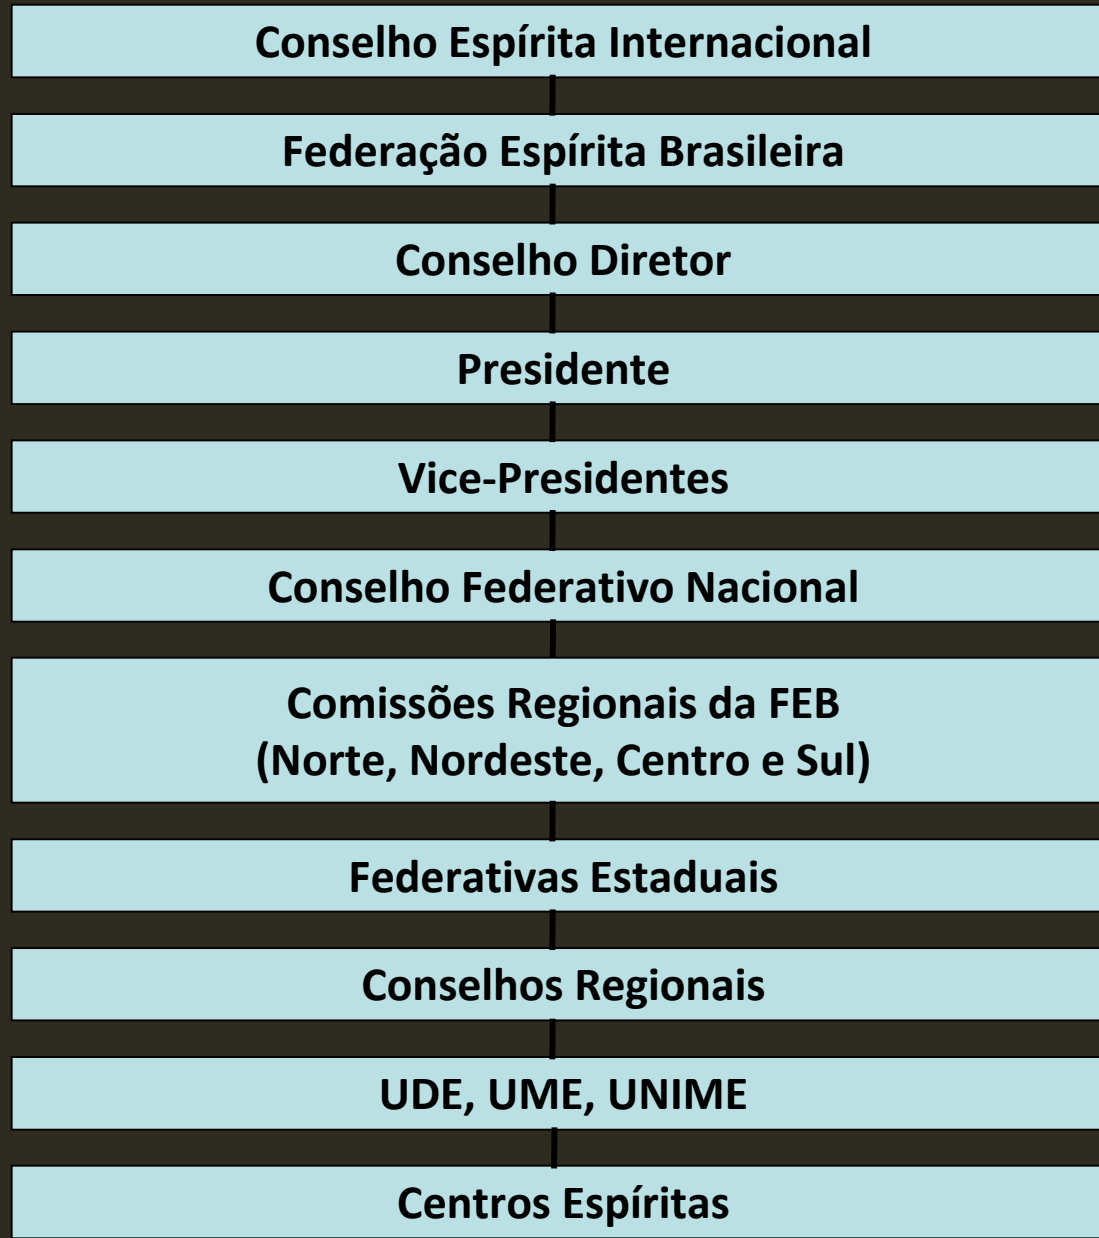 Conselho Espírita Internacional
Federação Espírita Brasileira
Conselho Diretor
Presidente
Vice-Presidentes
Conselho Federativo Nacional
Comissões Regionais da FEB
(Norte, Nordeste, Centro e Sul)
Federativas Estaduais
Conselhos Regionais
UDE, UME, UNIME
Centros Espíritas